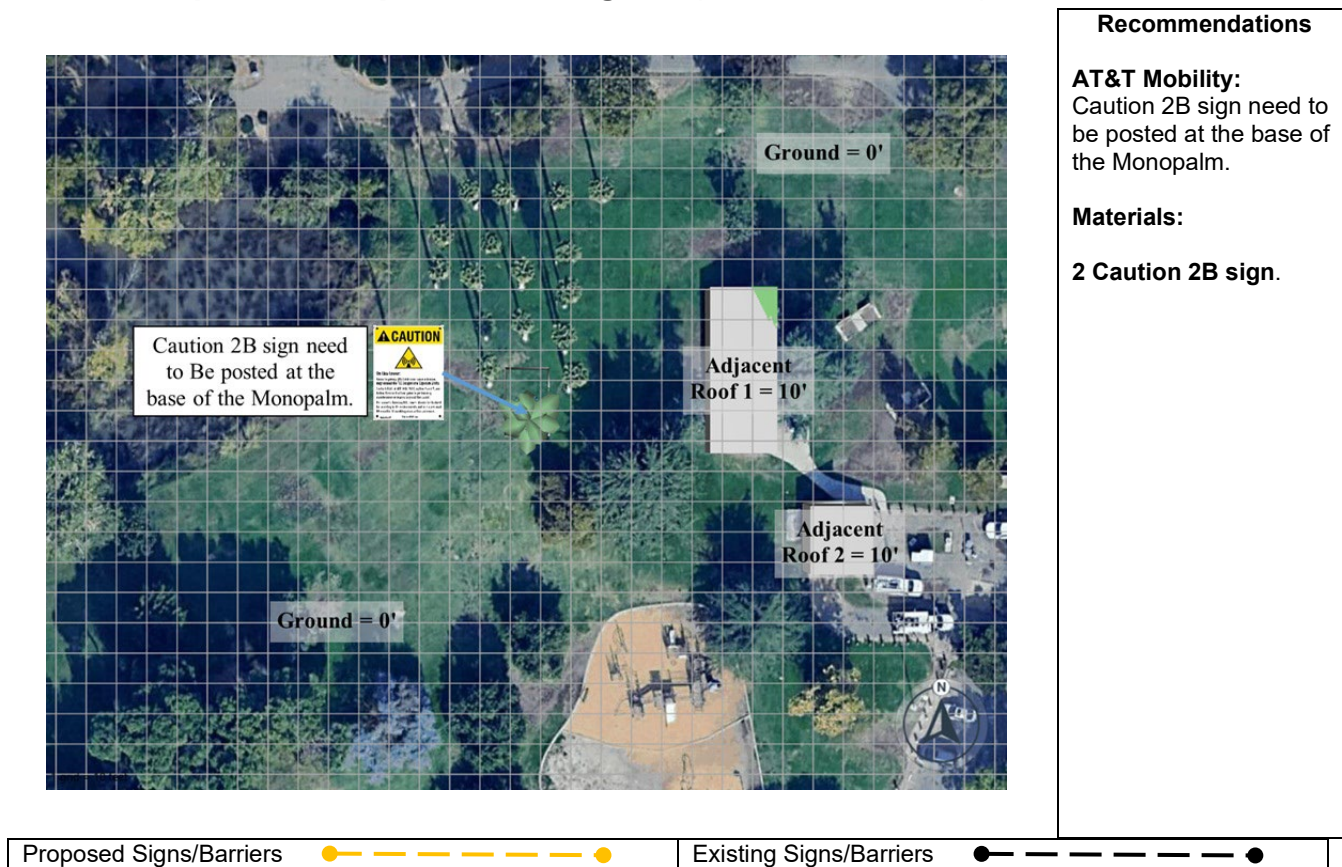 Recommendations
AT&T Mobility:
Caution 2B sign need to
be posted at the base of
the Monopalm.
Materials:
2 Caution 2B sign.
Ground = 0'
Caution 2B sign need
to Be posted at the
base of the Monopalm.
CAUTION
Adjacent
Roof 1 = 10'
Adjacent
Roof 2 = 10'
Ground = 0'
N
Proposed Signs/Barriers
Existing Signs/Barriers